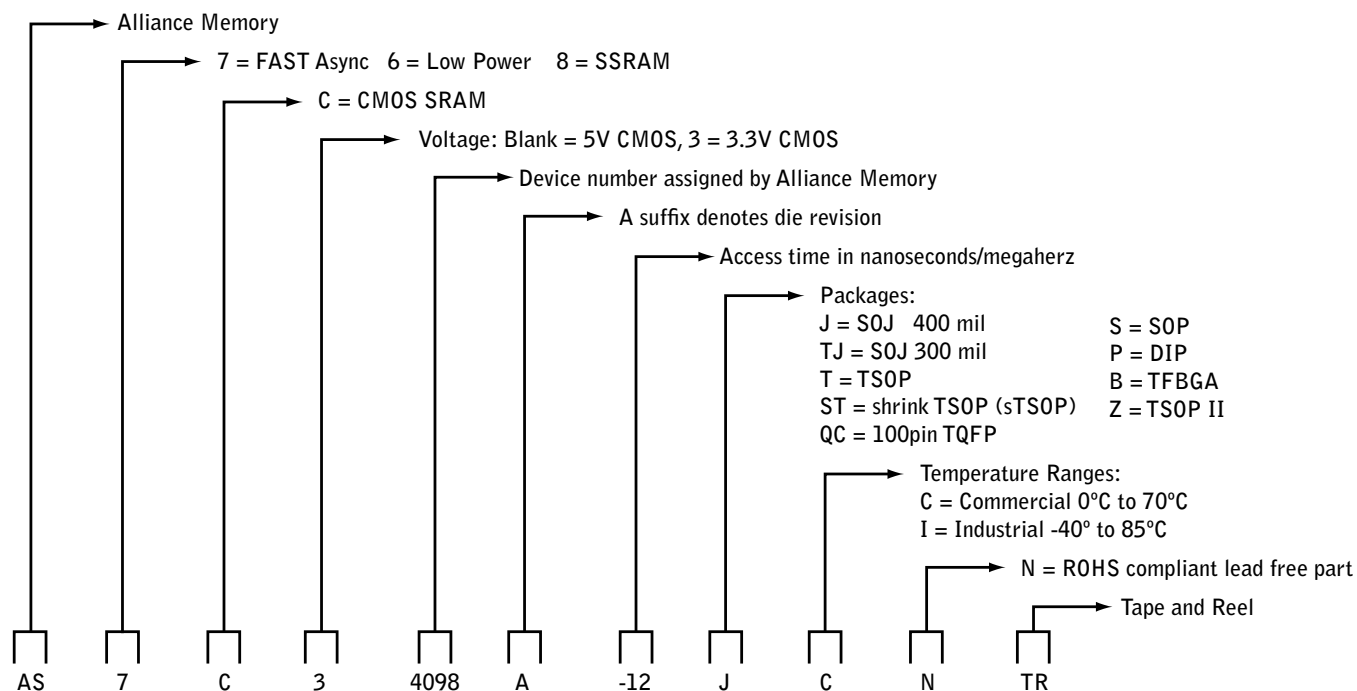 Alliance Memory
7 = FAST Async 6 = Low Power 8 = SSRAM
C = CMOS SRAM
Voltage: Blank = 5V CMOS, 3 = 3.3V CMOS
Device number assigned by Alliance Memory
A suffix denotes die revision
Access time in nanoseconds/megaherz
Packages:
J = SOJ 400 mil
TJ = SOJ 300 mil
T = TSOP
ST = shrink TSOP (sTSOP)
QC = 100pin TQFP
S = SOP
P = DIP
B = TFBGA
Z = TSOP II
Temperature Ranges:
C = Commercial 0ºC to 70ºC
I = Industrial -40º to 85ºC
N = ROHS compliant lead free part
Tape and Reel
AS 7 C 3 4098 A -12 J C N TR